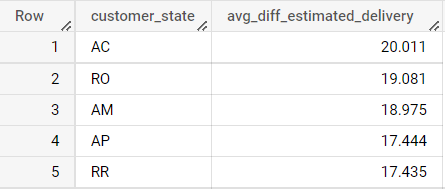 Row customer_state avg_diff_estimated_delivery
1 AC 20.011
2 RO 19.081
3 AM 18.975
4 AP 17.444
5 RR 17.435